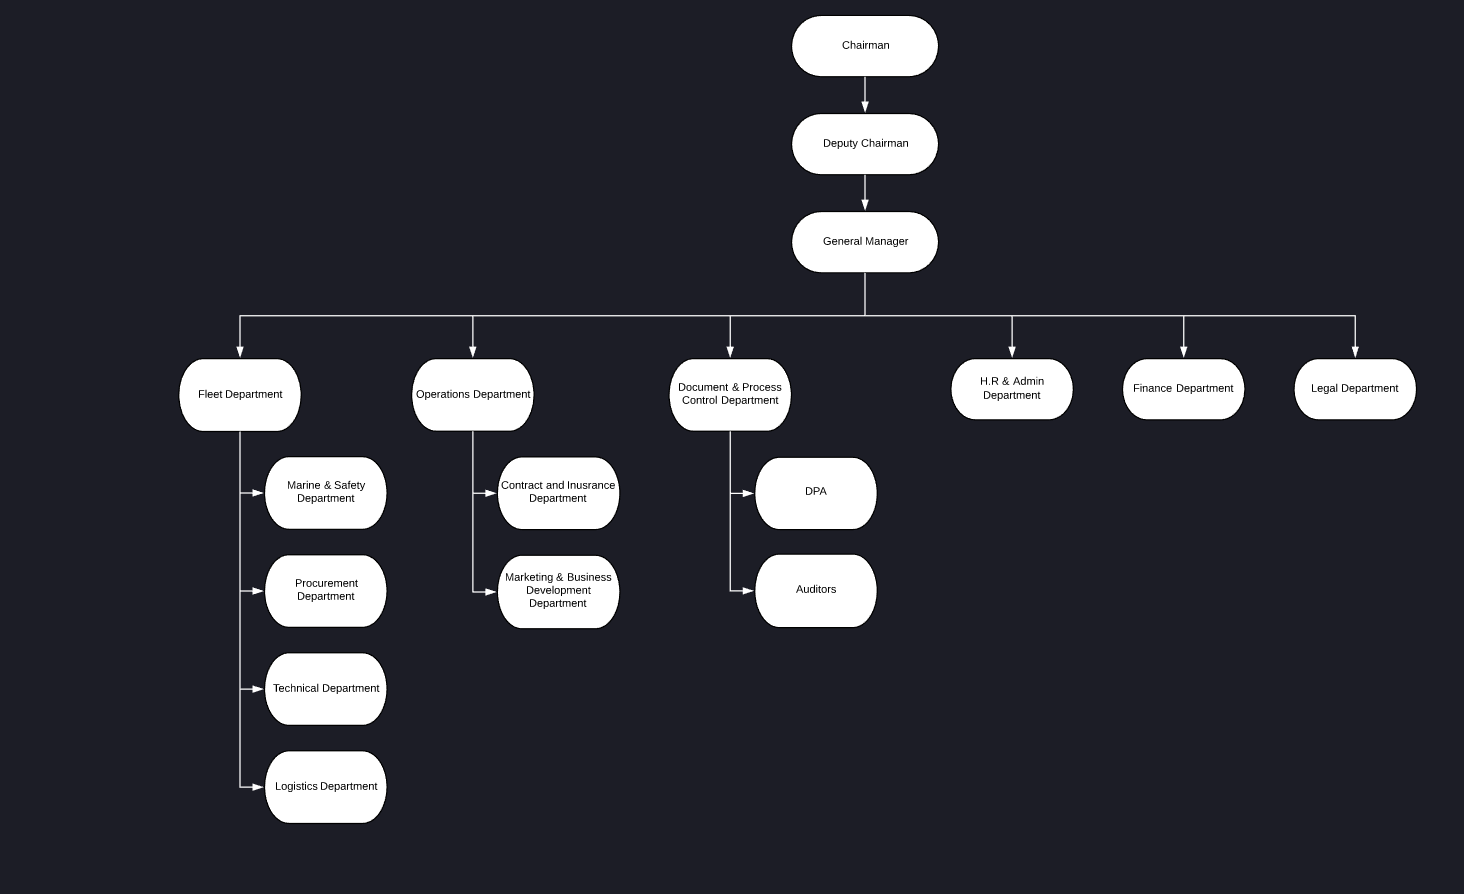 Chairman
Deputy Chairman
General Manager
Fleet Department
Operations Department
Document & Process
Control Department
H.R & Admin
Department
Finance Department
Legal Department
Marine & Safety
Department
Contract and Inusrance
Department
DPA
Procurement
Department
Marketing & Business
Development
Department
Auditors
Technical Department
Logistics Department